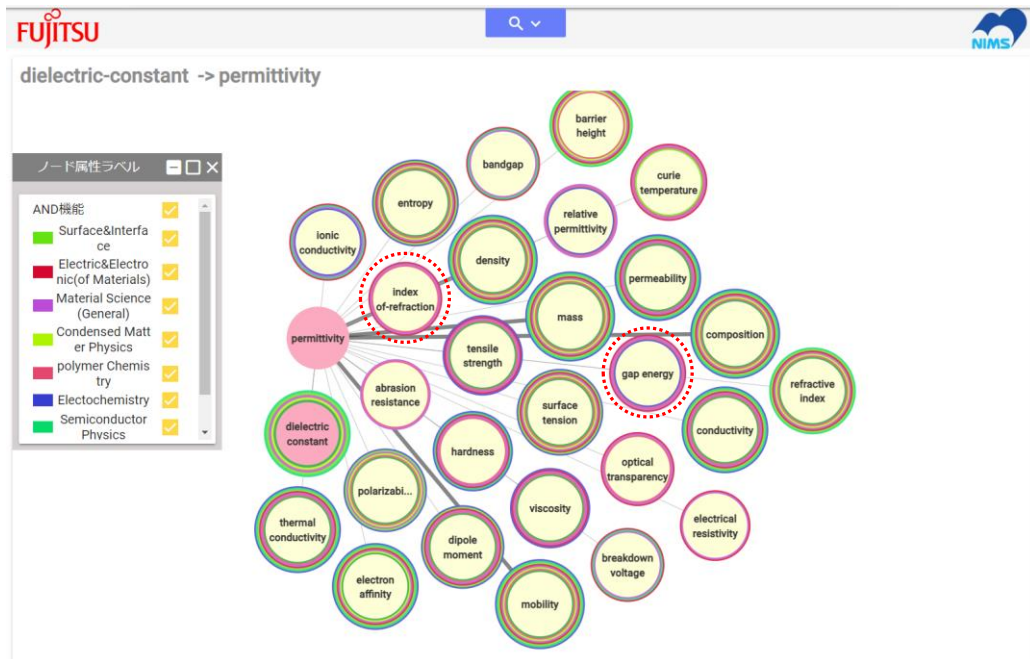 FUJITSU
NIMS
dielectric-constant -> permittivity
ノード属性ラベル
AND機能
Surface&Interfa
ce
Electric&Electro
nic(of Materials)
Material Science
(General)
Condensed Matt
er Physics
polymer Chemis
try
Electochemistry
Semiconductor
Physics
barrier
height
bandgap
curie
temperature
entropy
relative
permittivity
ionic
conductivity
density
permeability
index
of-refraction
mass
composition
permittivity
tensile
strength
gap energy
refractive
index
abrasion
resistance
surface
tension
dielectric
constant
conductivity
hardness
optical
transparency
polarizabi...
viscosity
electrical
resistivity
thermal
conductivity
dipole
moment
breakdown
voltage
electron
affinity
mobility